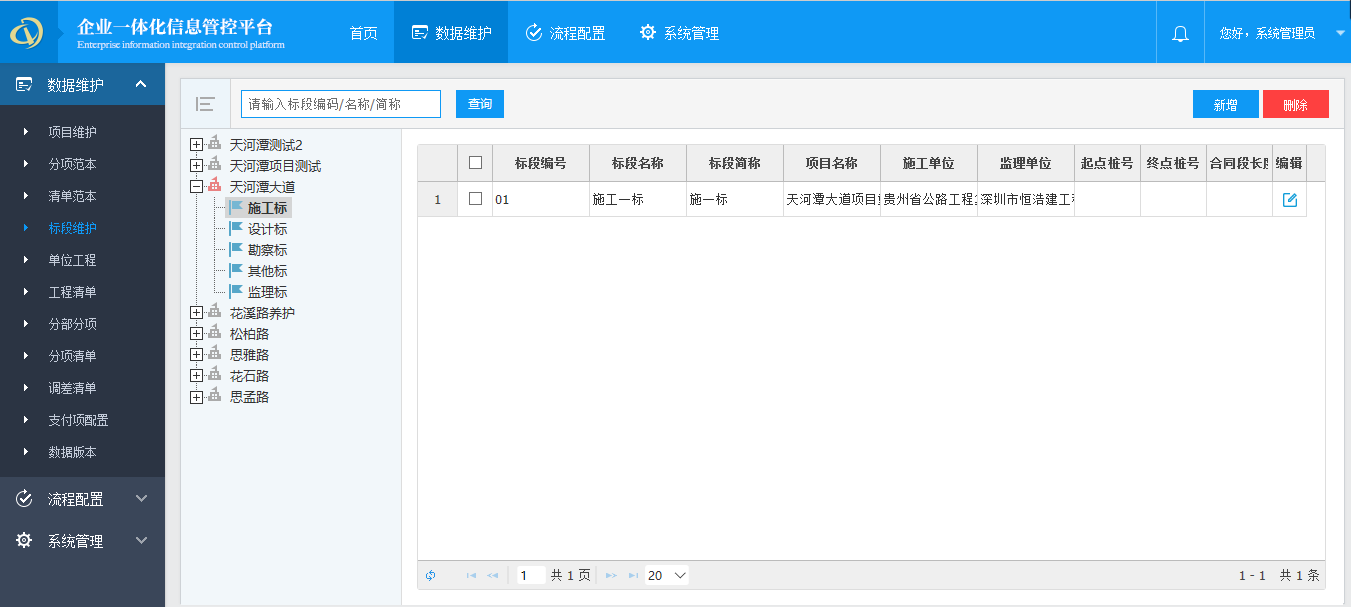 企业一体化信息管控平台
Enterprise information integration control platform
首页
数据维护
流程配置
系统管理
您好，系统管理员
数据维护
项目维护
分项范本
清单范本
标段维护
单位工程
工程清单
分部分项
分项清单
调差清单
支付项配置
数据版本
流程配置
系统管理
请输入标段编码/名称/简称
查询
新增
删除
天河潭测试2
天河潭项目测试
天河潭大道
施工标
设计标
勘察标
其他标
监理标
花溪路养护
松柏路
思雅路
花石路
思孟路
标段编号 标段名称 标段简称 项目名称 施工单位 监理单位 起点桩号 终点桩号 合同段长 编辑
1 01 施工一标 施一标 天河潭大道项目 贵州省公路工程 深圳市恒浩建工
1 共 1 页 20
1 - 1 共 1 条